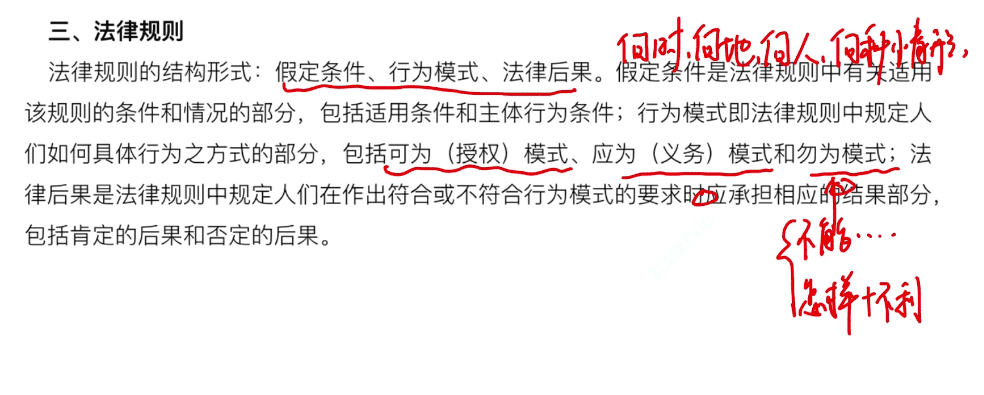 三、法律规则
何时、何地、何人、何种情形,
法律规则的结构形式：假定条件、行为模式、法律后果。假定条件是法律规则中有关适用
该规则的条件和情况的部分，包括适用条件和主体行为条件；行为模式即法律规则中规定人
们如何具体行为之方式的部分，包括可为（授权）模式、应为（义务）模式和勿为模式；法
律后果是法律规则中规定人们在作出符合或不符合行为模式的要求时应承担相应的结果部分，
包括肯定的后果和否定的后果。
不能····
怎样+不利